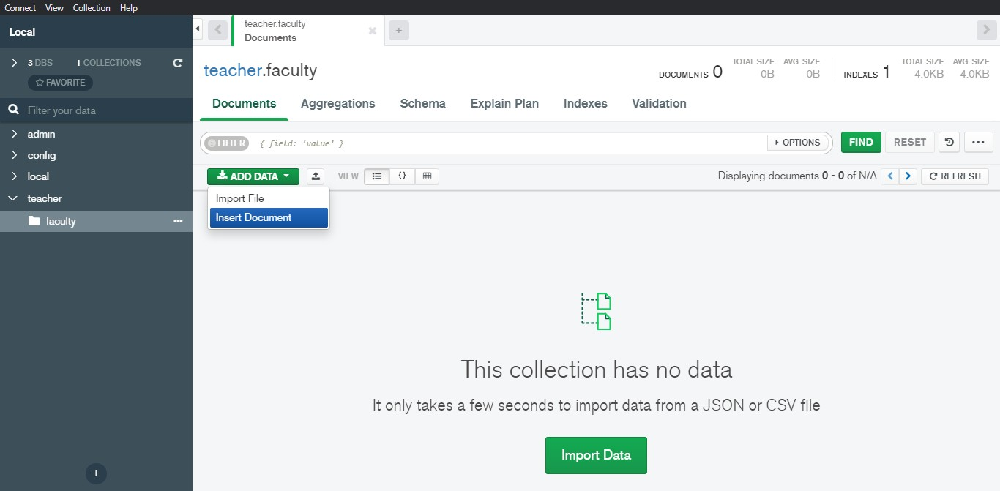 Connect View Collection Help
Local
3 DBS 1 COLLECTIONS
FAVORITE
Filter your data
admin
config
local
teacher
faculty
teacher.faculty
Documents
teacher.faculty
DOCUMENTS 0 TOTAL SIZE 0B AVG. SIZE 0B INDEXES 1 TOTAL SIZE 4.0KB AVG. SIZE 4.0KB
Documents Aggregations Schema Explain Plan Indexes Validation
FILTER { field: 'value' } OPTIONS FIND RESET
ADD DATA VIEW {} Displaying documents 0 - 0 of N/A REFRESH
Import File
Insert Document
This collection has no data
It only takes a few seconds to import data from a JSON or CSV file
Import Data